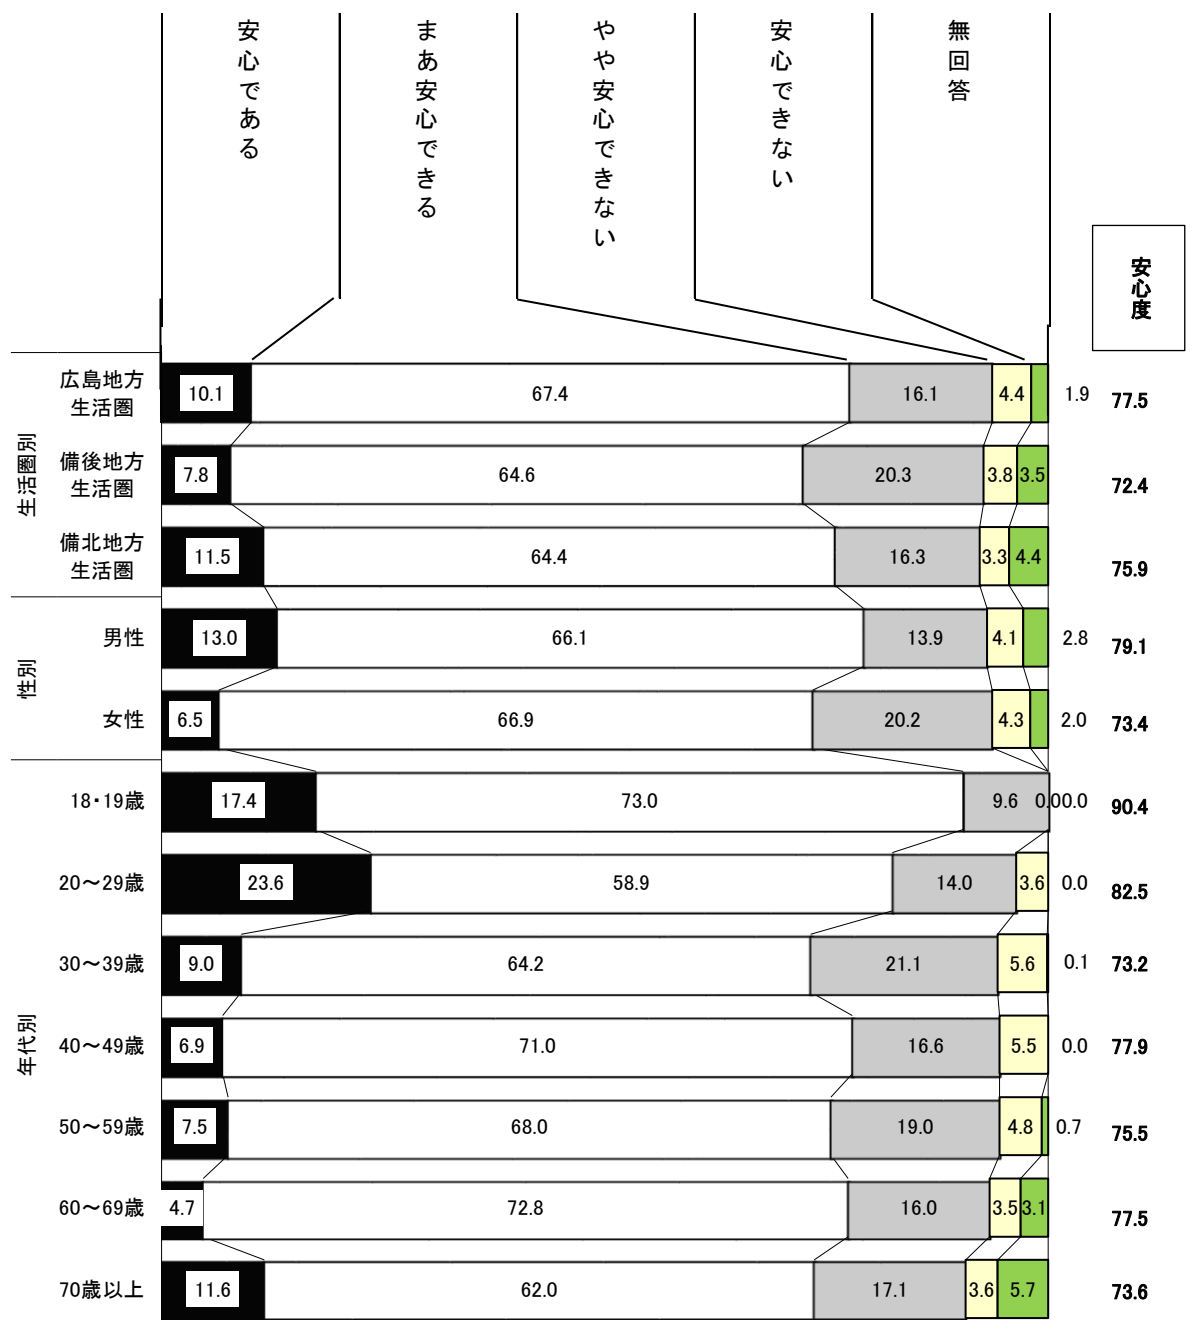 安心である
まあ安心できる
やや安心できない
安心できない
無回答
安心度
生活圏別
広島地方
生活圏
10.1 67.4 16.1 4.4 1.9 77.5
備後地方
生活圏
7.8 64.6 20.3 3.8 3.5 72.4
備北地方
生活圏
11.5 64.4 16.3 3.3 4.4 75.9
性別
男性 13.0 66.1 13.9 4.1 2.8 79.1
女性 6.5 66.9 20.2 4.3 2.0 73.4
年代別
18・19歳 17.4 73.0 9.6 0.0 0.0 90.4
20～29歳 23.6 58.9 14.0 3.6 0.0 82.5
30～39歳 9.0 64.2 21.1 5.6 0.1 73.2
40～49歳 6.9 71.0 16.6 5.5 0.0 77.9
50～59歳 7.5 68.0 19.0 4.8 0.7 75.5
60～69歳 4.7 72.8 16.0 3.5 3.1 77.5
70歳以上 11.6 62.0 17.1 3.6 5.7 73.6